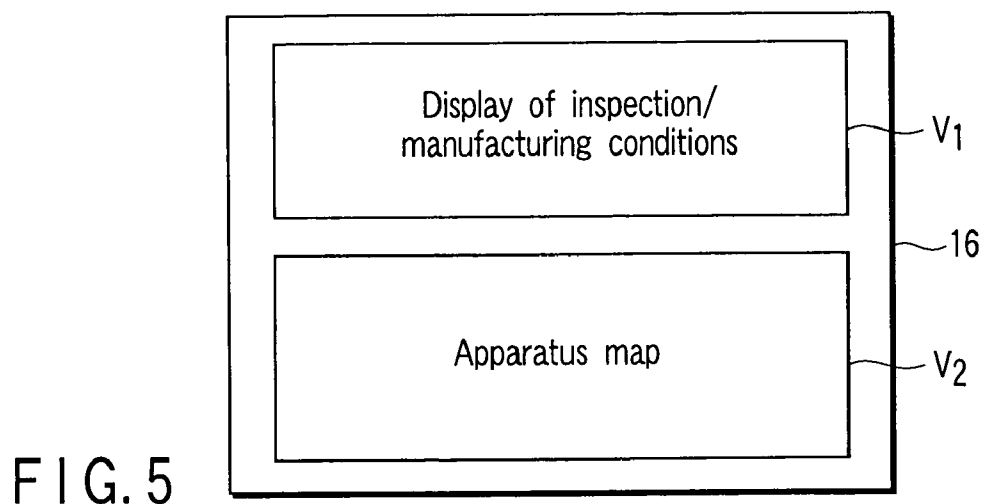 Display of inspection/
manufacturing conditions
V1
16
Apparatus map
V2
FIG. 5